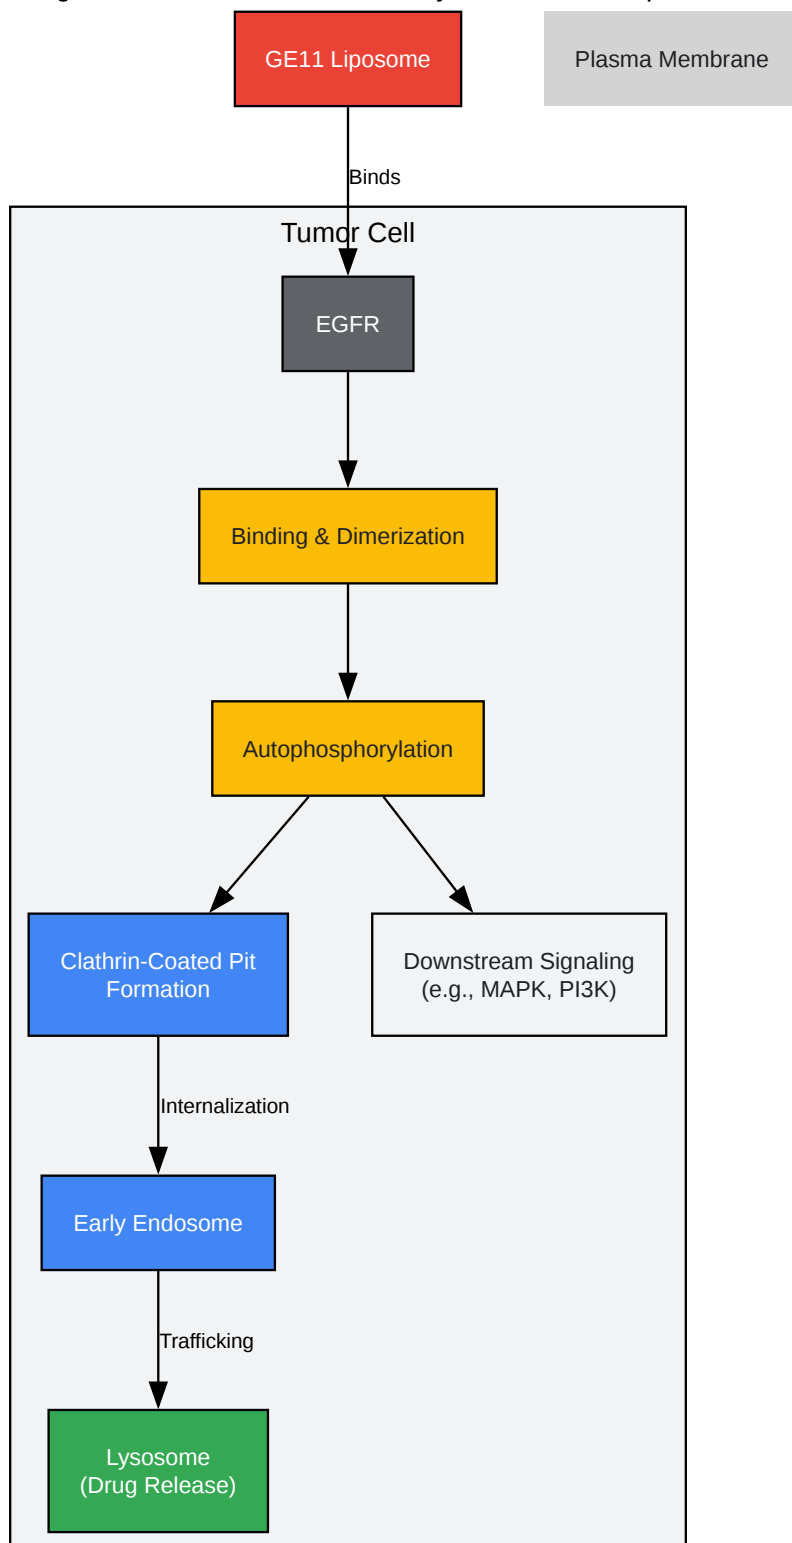 GE11 Liposome
Plasma Membrane
Binds
Tumor Cell
EGFR
Binding & Dimerization
Autophosphorylation
Clathrin-Coated Pit
Formation
Downstream Signaling
(e.g., MAPK, PI3K)
Internalization
Early Endosome
Trafficking
Lysosome
(Drug Release)